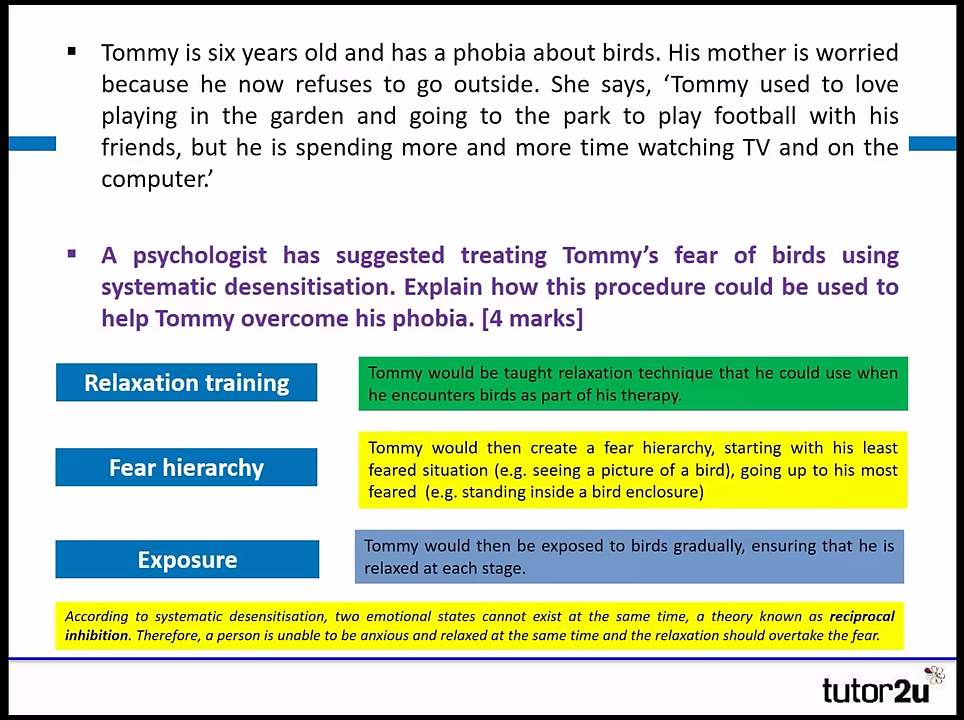 ▪ Tommy is six years old and has a phobia about birds. His mother is worried
because he now refuses to go outside. She says, ‘Tommy used to love
playing in the garden and going to the park to play football with his
friends, but he is spending more and more time watching TV and on the
computer.’
▪ A psychologist has suggested treating Tommy’s fear of birds using
systematic desensitisation. Explain how this procedure could be used to
help Tommy overcome his phobia. [4 marks]
Relaxation training
Tommy would be taught relaxation technique that he could use when
he encounters birds as part of his therapy.
Fear hierarchy
Tommy would then create a fear hierarchy, starting with his least
feared situation (e.g. seeing a picture of a bird), going up to his most
feared (e.g. standing inside a bird enclosure)
Exposure
Tommy would then be exposed to birds gradually, ensuring that he is
relaxed at each stage.
According to systematic desensitisation, two emotional states cannot exist at the same time, a theory known as reciprocal
inhibition. Therefore, a person is unable to be anxious and relaxed at the same time and the relaxation should overtake the fear.
tutor2u